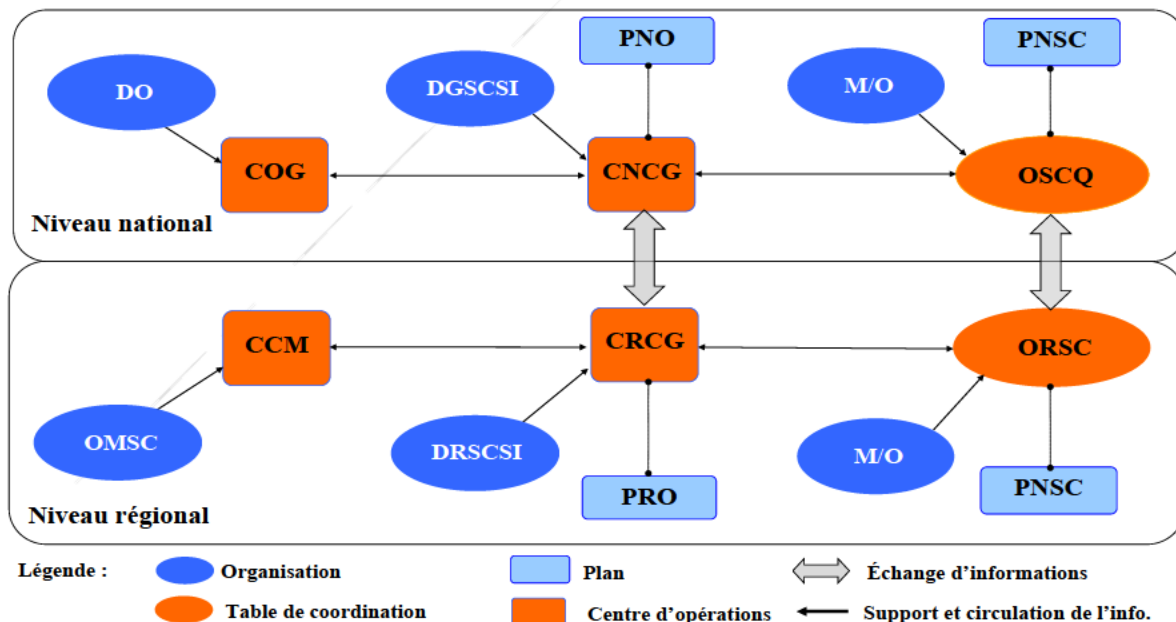 PNO
PNSC
DO
DGSCSI
M/O
COG
CNCG
OSCQ
Niveau national
CCM
CRCG
ORSC
OMSC
DRSCSI
M/O
PRO
PNSC
Niveau régional
Légende :
Organisation
Plan
Échange d’informations
Table de coordination
Centre d’opérations
Support et circulation de l’info.